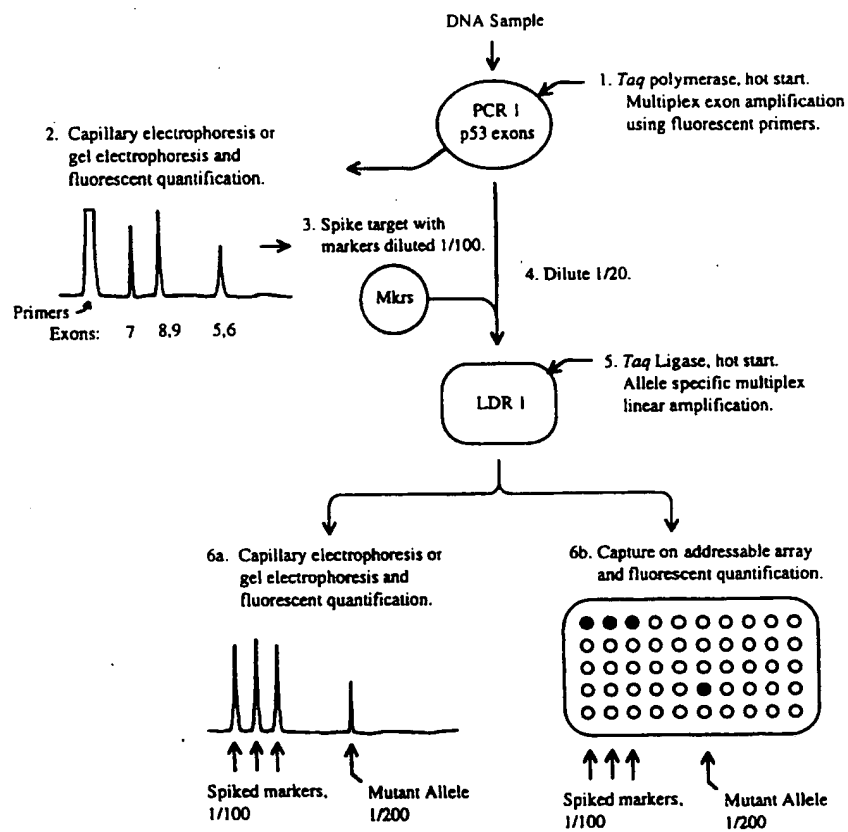 DNA Sample
1. Taq polymerase, hot start.
Multiplex exon amplification
using fluorescent primers.
PCR 1
p53 exons
2. Capillary electrophoresis or
gel electrophoresis and
fluorescent quantification.
3. Spike target with
markers diluted 1/100.
4. Dilute 1/20.
Mkrs
Primers
Exons: 7 8,9 5,6
5. Taq Ligase, hot start.
Allele specific multiplex
linear amplification.
LDR 1
6a. Capillary electrophoresis or
gel electrophoresis and
fluorescent quantification.
6b. Capture on addressable array
and fluorescent quantification.
Spiked markers,
1/100
Mutant Allele
1/200
Spiked markers,
1/100
Mutant Allele
1/200